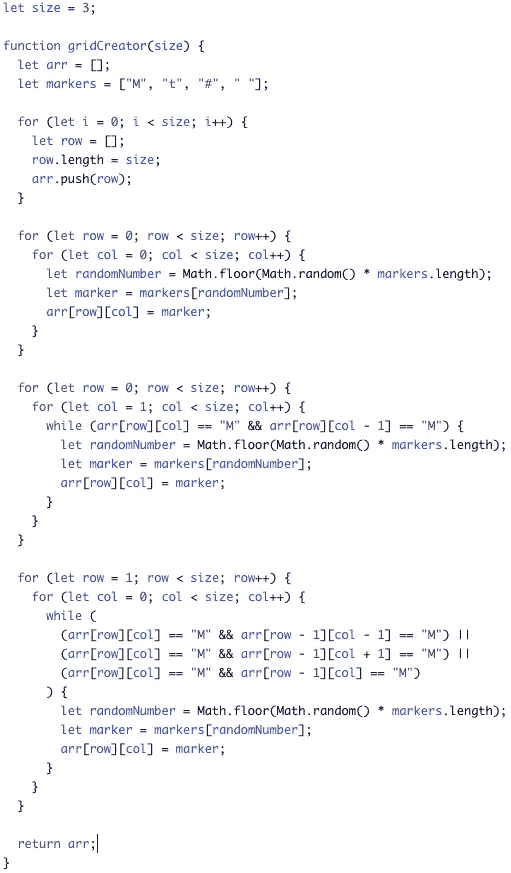 let size = 3;

function gridCreator(size) {
  let arr = [];
  let markers = ["M", "t", "#", " "];

  for (let i = 0; i < size; i++) {
    let row = [];
    row.length = size;
    arr.push(row);
  }

  for (let row = 0; row < size; row++) {
    for (let col = 0; col < size; col++) {
      let randomNumber = Math.floor(Math.random() * markers.length);
      let marker = markers[randomNumber];
      arr[row][col] = marker;
    }
  }

  for (let row = 0; row < size; row++) {
    for (let col = 1; col < size; col++) {
      while (arr[row][col] == "M" && arr[row][col - 1] == "M") {
        let randomNumber = Math.floor(Math.random() * markers.length);
        let marker = markers[randomNumber];
        arr[row][col] = marker;
      }
    }
  }

  for (let row = 1; row < size; row++) {
    for (let col = 0; col < size; col++) {
      while (
        (arr[row][col] == "M" && arr[row - 1][col - 1] == "M") ||
        (arr[row][col] == "M" && arr[row - 1][col + 1] == "M") ||
        (arr[row][col] == "M" && arr[row - 1][col] == "M")
      ) {
        let randomNumber = Math.floor(Math.random() * markers.length);
        let marker = markers[randomNumber];
        arr[row][col] = marker;
      }
    }
  }

  return arr;
}